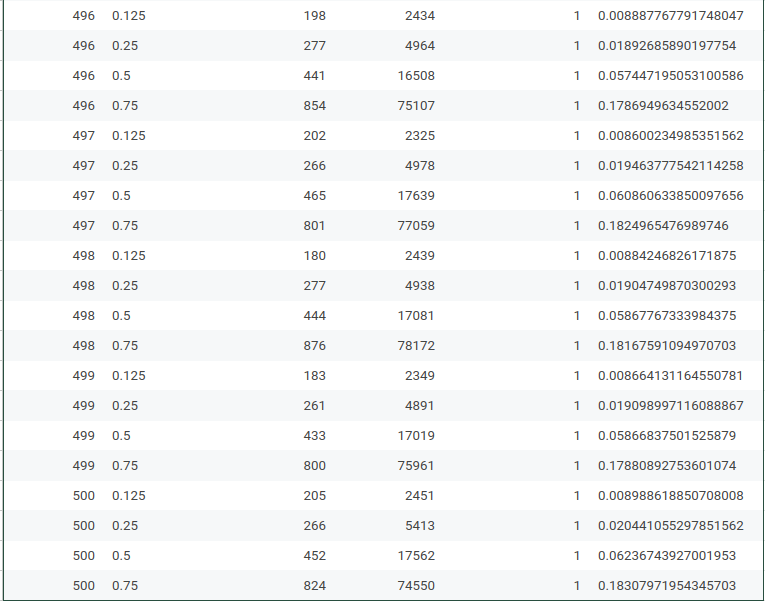 496 0.125 198 2434 1 0.008887767791748047
496 0.25 277 4964 1 0.01892685890197754
496 0.5 441 16508 1 0.057447195053100586
496 0.75 854 75107 1 0.1786949634552002
497 0.125 202 2325 1 0.008600234985351562
497 0.25 266 4978 1 0.019463777542114258
497 0.5 465 17639 1 0.060860633850097656
497 0.75 801 77059 1 0.1824965476989746
498 0.125 180 2439 1 0.00884246826171875
498 0.25 277 4938 1 0.01904749870300293
498 0.5 444 17081 1 0.05867767333984375
498 0.75 876 78172 1 0.18167591094970703
499 0.125 183 2349 1 0.008664131164550781
499 0.25 261 4891 1 0.019098997116088867
499 0.5 433 17019 1 0.05866837501525879
499 0.75 800 75961 1 0.17880892753601074
500 0.125 205 2451 1 0.008988618850708008
500 0.25 266 5413 1 0.020441055297851562
500 0.5 452 17562 1 0.06236743927001953
500 0.75 824 74550 1 0.18307971954345703